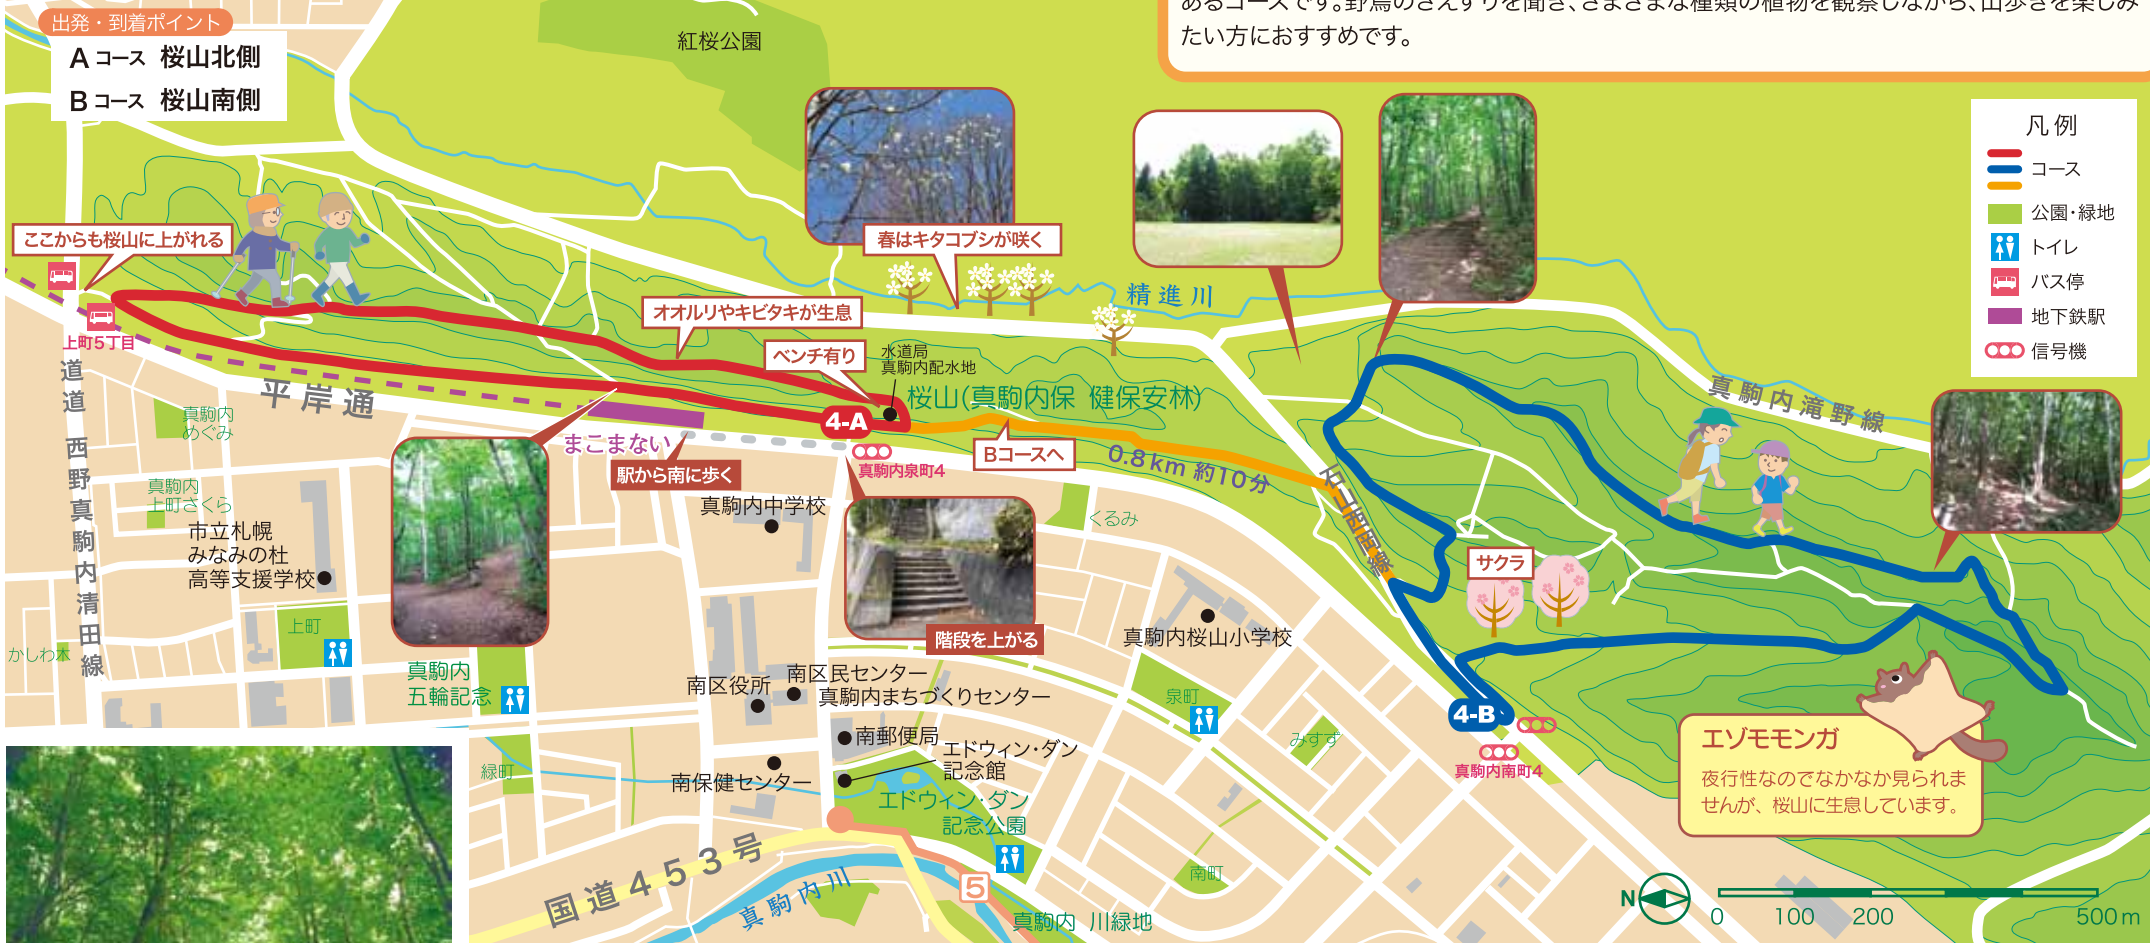 出発・到着ポイント
A コース 桜山北側
B コース 桜山南側
あるコースです。野鳥のさえずりを聞き、さまざまな種類の植物を観察しながら、山歩きを楽しみ
たい方におすすめです。
紅桜公園
凡例
コース
公園・緑地
トイレ
バス停
地下鉄駅
信号機
ここからも桜山に上がれる
上町5丁目
春はキタコブシが咲く
精進川
オオルリやキビタキが生息
ベンチ有り
水道局
真駒内配水地
桜山(真駒内保 健保安林)
4-A
Bコースへ
0.8km 約10分
真駒内滝野線
石山西岡線
平岸通
道道 西野真駒内清田線
まこまない
駅から南に歩く
真駒内泉町4
階段を上がる
真駒内
めぐみ
真駒内
上町さくら
市立札幌
みなみの杜
高等支援学校
上町
かしわ木
真駒内
五輪記念
真駒内中学校
くるみ
真駒内桜山小学校
サクラ
南区役所
南区民センター
真駒内まちづくりセンター
南郵便局
エドウィン・ダン
記念館
南保健センター
エドウィン・ダン
記念公園
緑町
泉町
みすず
南町
4-B
真駒内南町4
エゾモモンガ
夜行性なのでなかなか見られま
せんが、桜山に生息しています。
国道453号
真駒内川
5
真駒内 川緑地
N
0 100 200 500m